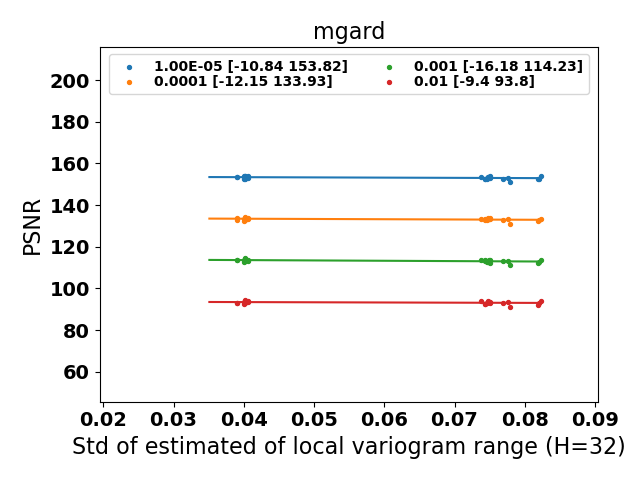 mgard
1.00E-05 [-10.84 153.82]
0.0001 [-12.15 133.93]
0.001 [-16.18 114.23]
0.01 [-9.4 93.8]
PSNR
200
180
160
140
120
100
80
60
0.02 0.03 0.04 0.05 0.06 0.07 0.08 0.09
Std of estimated of local variogram range (H=32)